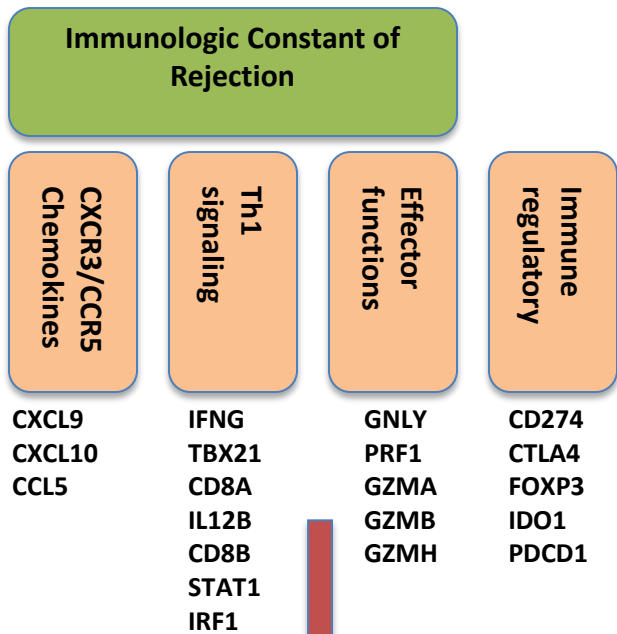 Immunologic Constant of
Rejection
CXCR3/CCR5
Chemokines
Th1
signaling
Effector
functions
Immune
regulatory
CXCL9
CXCL10
CCL5
IFNG
TBX21
CD8A
IL12B
CD8B
STAT1
IRF1
GNLY
PRF1
GZMA
GZMB
GZMH
CD274
CTLA4
FOXP3
IDO1
PDCD1